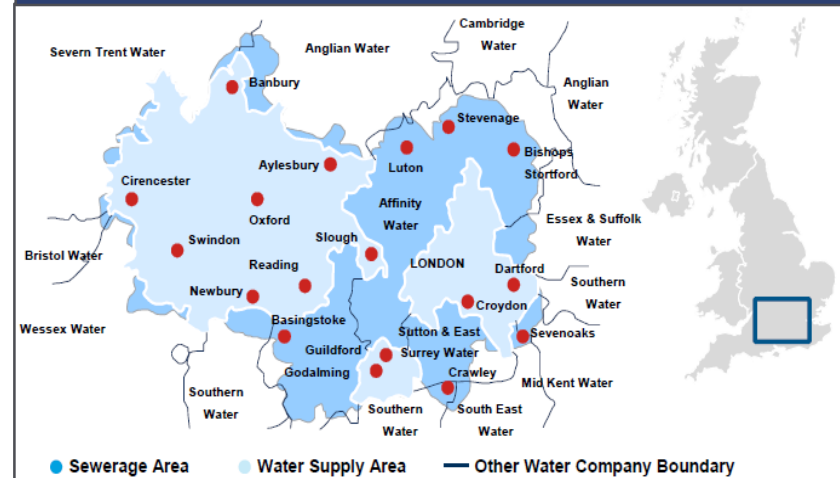 Cambridge
Water
Severn Trent Water
Anglian Water
Anglian
Water
Banbury
Stevenage
Aylesbury
Luton
Bishops
Stortford
Cirencester
Affinity
Water
Oxford
Essex & Suffolk
Water
Swindon
Slough
Bristol Water
Reading
LONDON
Dartford
Southern
Water
Newbury
Croydon
Wessex Water
Basingstoke
Sutton & East
Surrey Water
Sevenoaks
Guildford
Godalming
Crawley
Mid Kent Water
Southern
Water
Southern
Water
South East
Water
Sewerage Area
Water Supply Area
Other Water Company Boundary